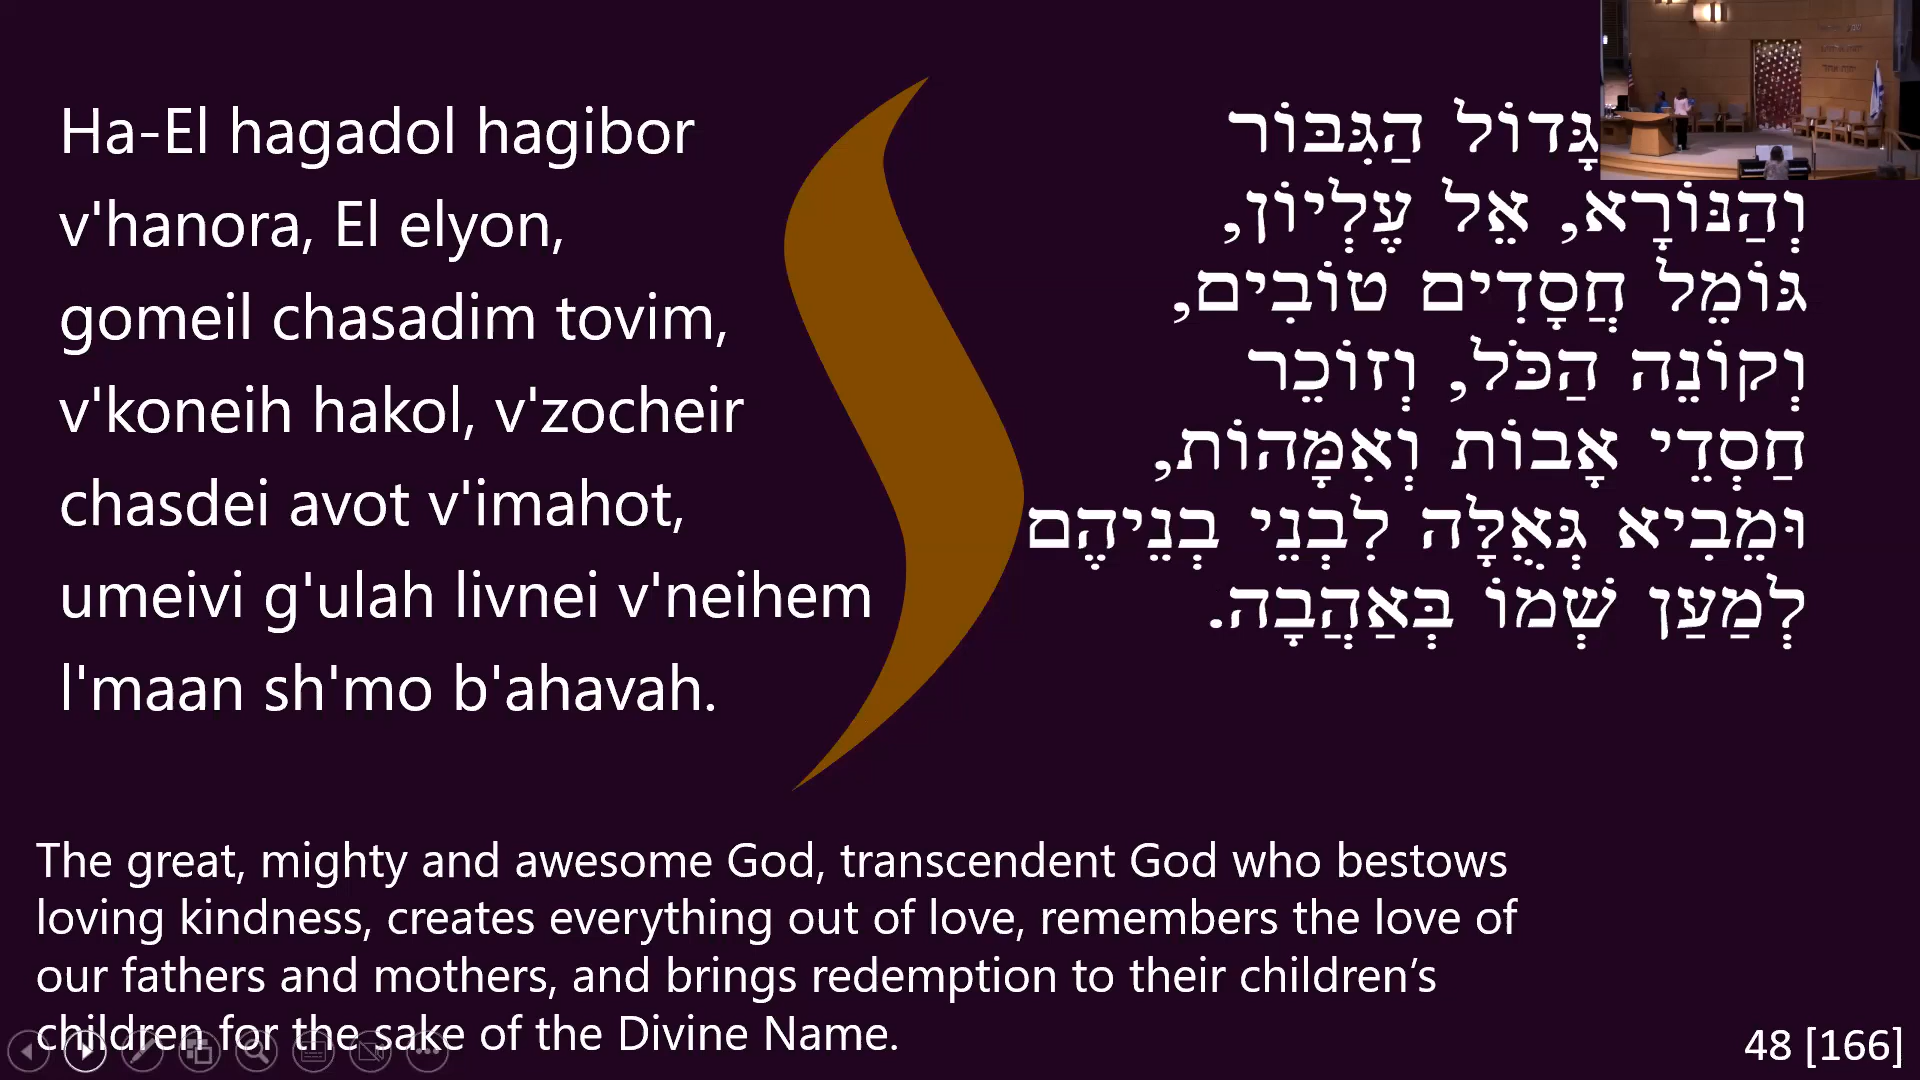 Ha-El hagadol hagibor
v'hanora, El elyon,
gomeil chasadim tovim,
v'koneih hakol, v'zocheir
chasdei avot v'imahot,
umeivi g'ulah livnei v'neihem
l'maan sh'mo b'ahavah.
גָּדוֹל הַגִּבּוֹר
וְהַנּוֹרָא, אֵל עֶלְיוֹן,
גּוֹמֵל חֲסָדִים טוֹבִים,
וְקוֹנֵה הַכֹּל, וְזוֹכֵר
חַסְדֵי אָבוֹת וְאִמָּהוֹת,
וּמֵבִיא גְּאֻלָּה לִבְנֵי בְנֵיהֶם
לְמַעַן שְׁמוֹ בְּאַהֲבָה.
The great, mighty and awesome God, transcendent God who bestows
loving kindness, creates everything out of love, remembers the love of
our fathers and mothers, and brings redemption to their children’s
children for the sake of the Divine Name.
48 [166]